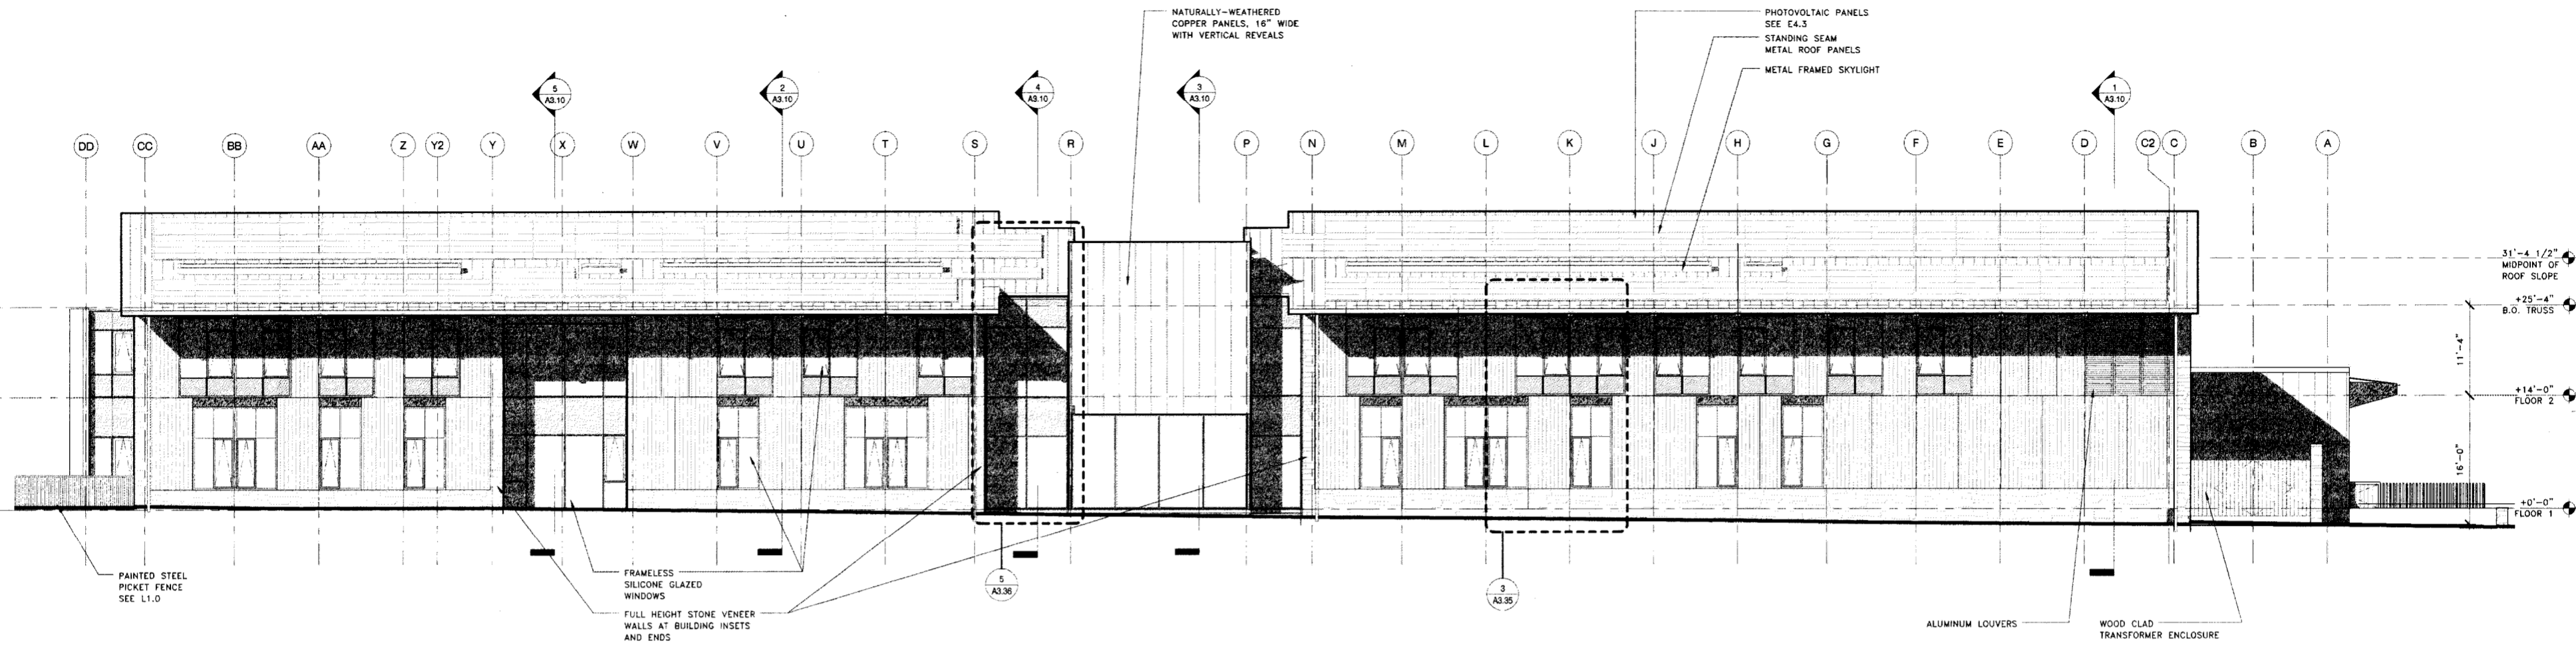 NATURALLY-WEATHERED
COPPER PANELS, 16" WIDE
WITH VERTICAL REVEALS
PHOTOVOLTAIC PANELS
SEE E4.3
STANDING SEAM
METAL ROOF PANELS
METAL FRAMED SKYLIGHT
5
A3.10
2
A3.10
4
A3.10
3
A3.10
1
A3.10
DD CC BB AA Z Y2 Y X W V U T S R P N M L K J H G F E D C2 C B A
31'-4 1/2"
MIDPOINT OF
ROOF SLOPE
+25'-4"
B.O. TRUSS
11'-4"
+14'-0"
FLOOR 2
16'-0"
+0'-0"
FLOOR 1
PAINTED STEEL
PICKET FENCE
SEE L1.0
FRAMELESS
SILICONE GLAZED
WINDOWS
FULL HEIGHT STONE VENEER
WALLS AT BUILDING INSETS
AND ENDS
5
A3.36
3
A3.35
ALUMINUM LOUVERS
WOOD CLAD
TRANSFORMER ENCLOSURE